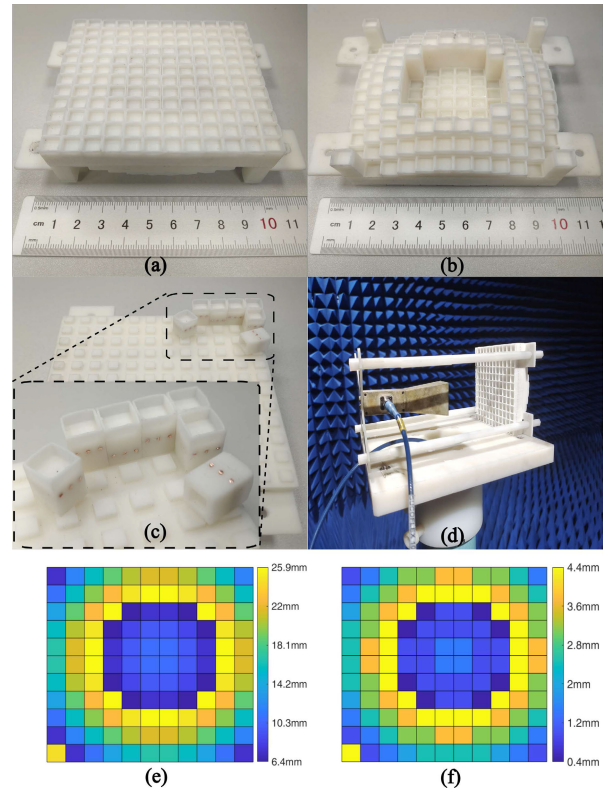 cm 1 2 3 4 5 6 7 8 9 10 11
(a)
cm 1 2 3 4 5 6 7 8 9 10 11
(b)
(c)
(d)
25.9mm
22mm
18.1mm
14.2mm
10.3mm
6.4mm
(e)
4.4mm
3.6mm
2.8mm
2mm
1.2mm
0.4mm
(f)